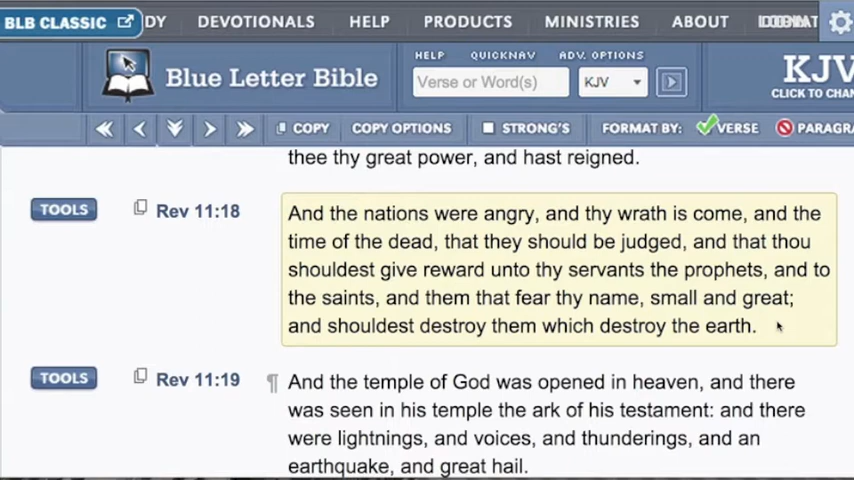 BLB CLASSIC DY DEVOTIONALS HELP PRODUCTS MINISTRIES ABOUT
Blue Letter Bible
HELP QUICKNAV ADV. OPTIONS
Verse or Word(s) KJV
KJV
CLICK TO CHAN
COPY COPY OPTIONS STRONG'S FORMAT BY: VERSE PARAGRA
thee thy great power, and hast reigned.
TOOLS Rev 11:18 And the nations were angry, and thy wrath is come, and the
time of the dead, that they should be judged, and that thou
shouldest give reward unto thy servants the prophets, and to
the saints, and them that fear thy name, small and great;
and shouldest destroy them which destroy the earth.
TOOLS Rev 11:19 ¶ And the temple of God was opened in heaven, and there
was seen in his temple the ark of his testament: and there
were lightnings, and voices, and thunderings, and an
earthquake, and great hail.